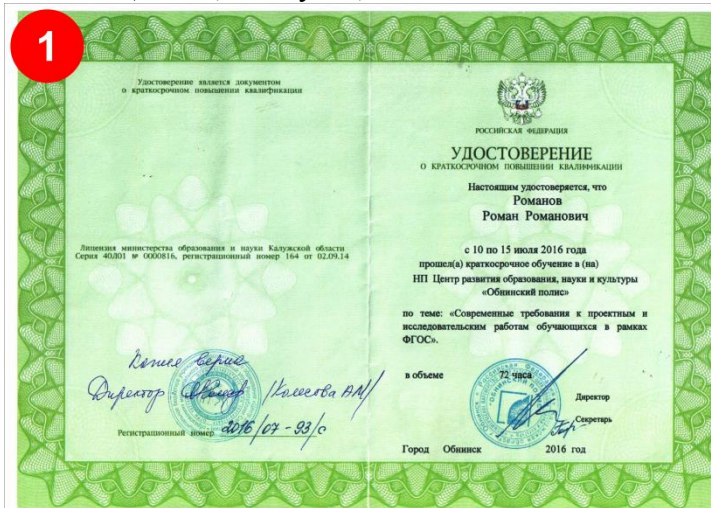 1
Удостоверение является документом
о краткосрочном повышении квалификации
Лицензия министерства образования и науки Калужской области
Серия 40Л01 № 0000816, регистрационный номер 164 от 02.09.14
Копия верна
Директор /Колесова АМ/
Регистрационный номер 2016/07-93/с
РОССИЙСКАЯ ФЕДЕРАЦИЯ
УДОСТОВЕРЕНИЕ
О КРАТКОСРОЧНОМ ПОВЫШЕНИИ КВАЛИФИКАЦИИ
Настоящим удостоверяется, что
Романов
Роман Романович
с 10 по 15 июля 2016 года
прошел(а) краткосрочное обучение в (на)
НП Центр развития образования, науки и культуры
«Обнинский полис»
по теме: «Современные требования к проектным и
исследовательским работам обучающихся в рамках
ФГОС».
в объеме 72 часа
Директор
Секретарь
Город Обнинск 2016 год